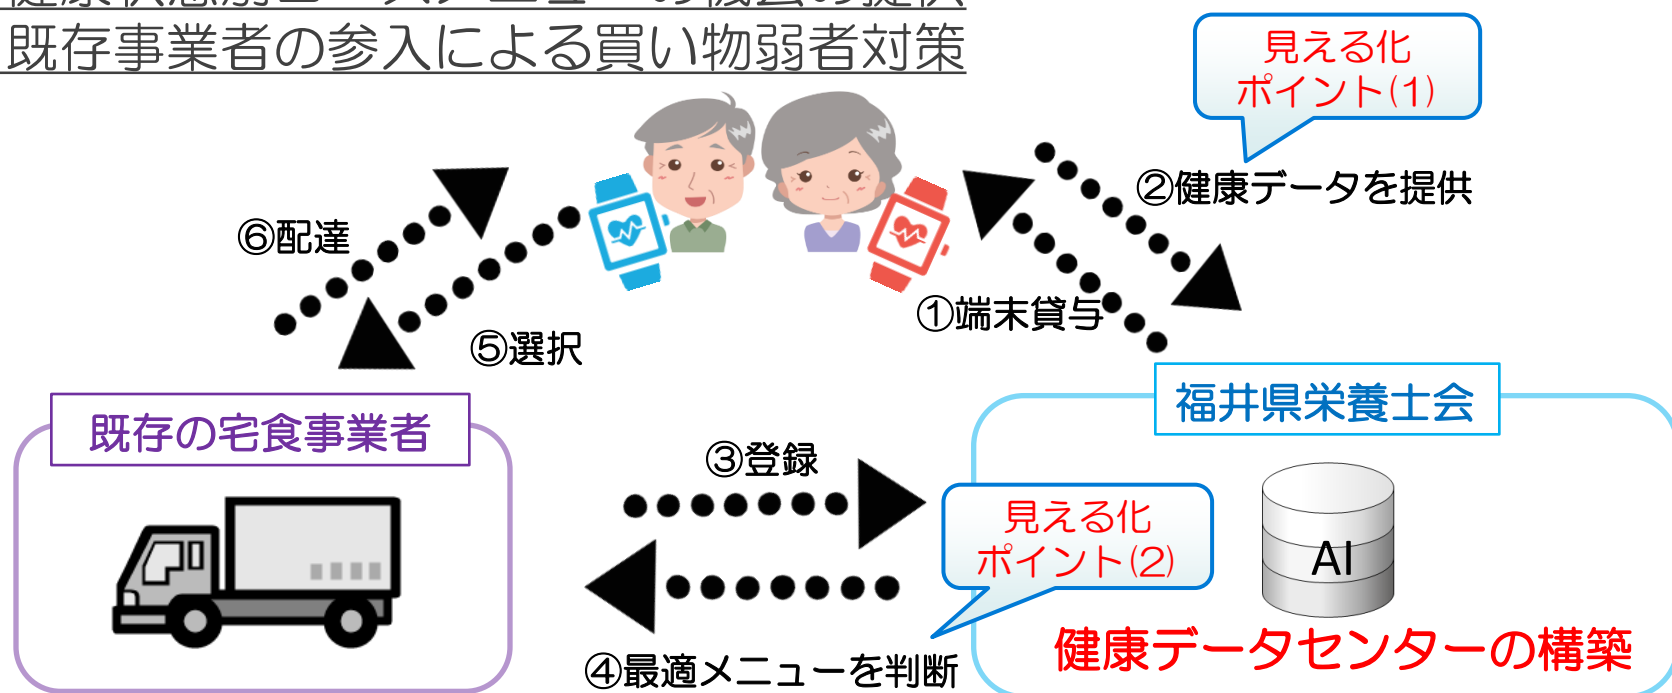 既存事業者の参入による買い物弱者対策
見える化
ポイント(1)
②健康データを提供
⑥配達
①端末貸与
⑤選択
福井県栄養士会
既存の宅食事業者
③登録
見える化
ポイント(2)
AI
健康データセンターの構築
④最適メニューを判断